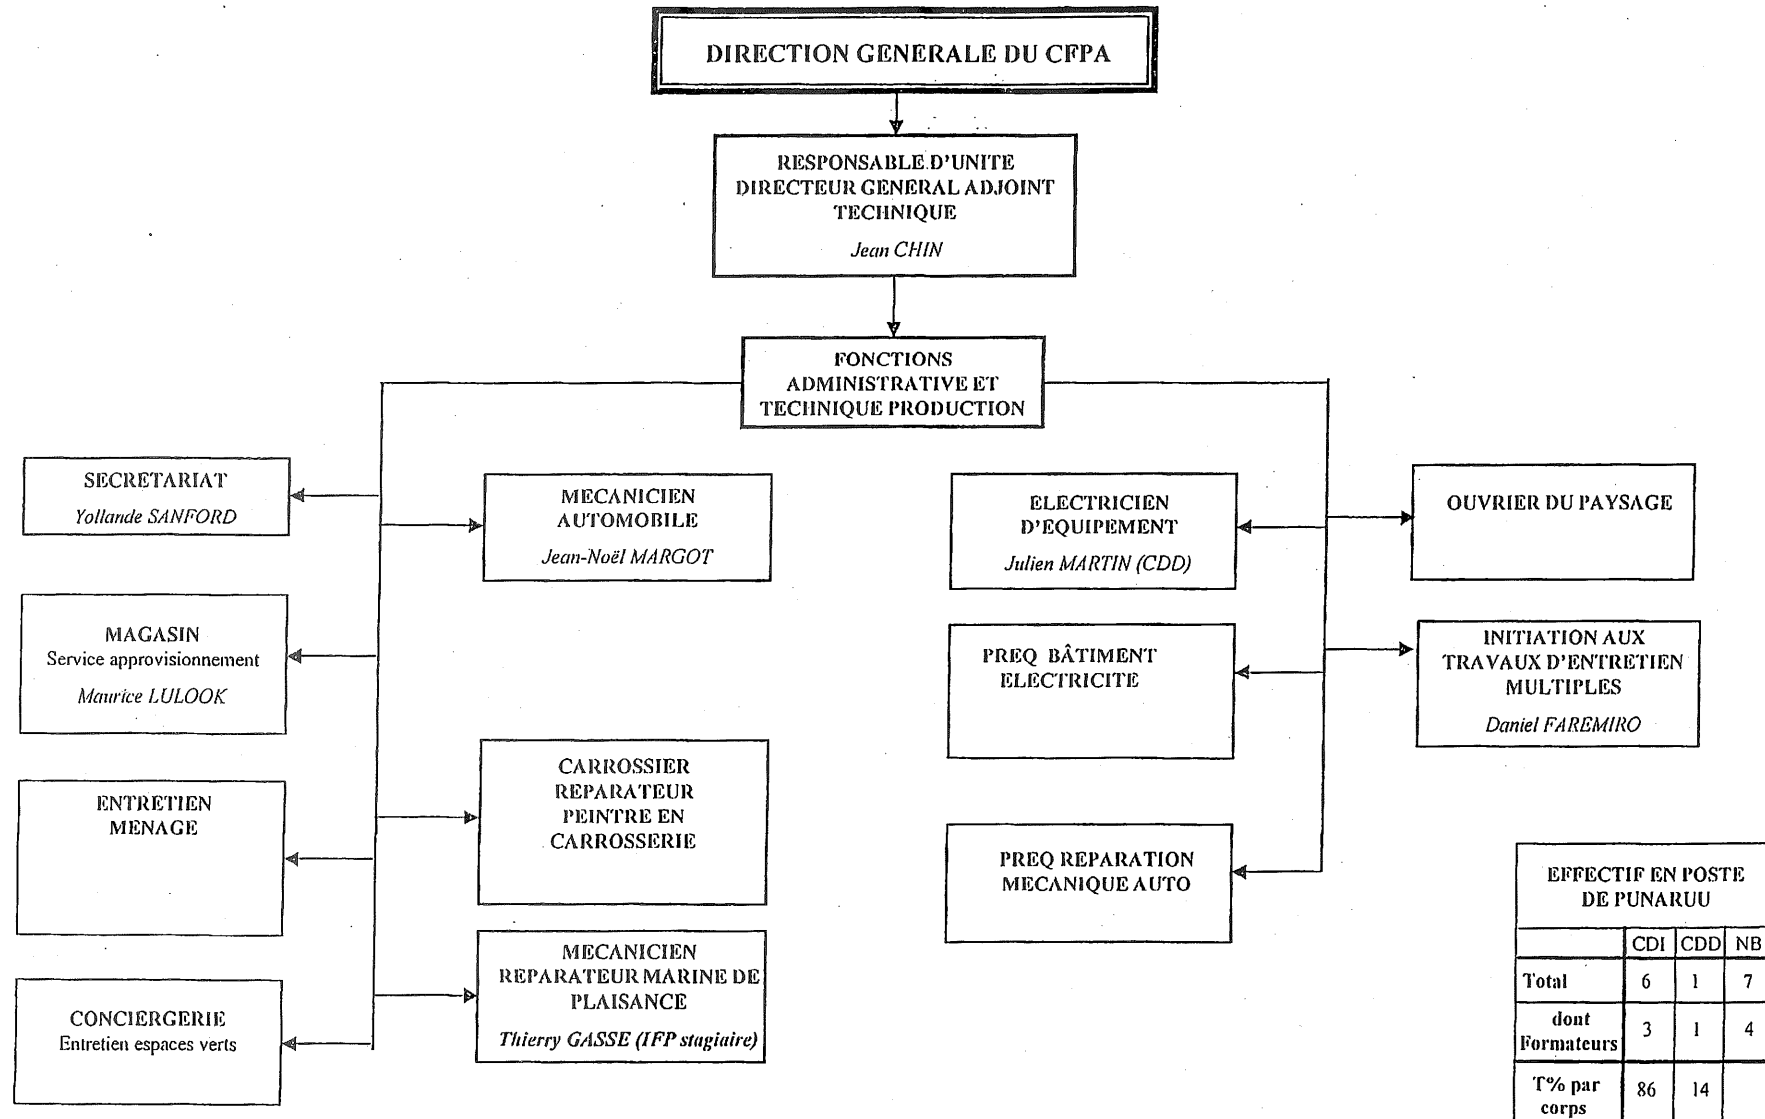 DIRECTION GENERALE DU CFPA
RESPONSABLE D'UNITE
DIRECTEUR GENERAL ADJOINT
TECHNIQUE
Jean CHIN
FONCTIONS
ADMINISTRATIVE ET
TECHNIQUE PRODUCTION
SECRETARIAT
Yollande SANFORD
MAGASIN
Service approvisionnement
Maurice LULOOK
ENTRETIEN
MENAGE
CONCIERGERIE
Entretien espaces verts
MECANICIEN
AUTOMOBILE
Jean-Noël MARGOT
CARROSSIER
REPARATEUR
PEINTRE EN
CARROSSERIE
MECANICIEN
REPARATEUR MARINE DE
PLAISANCE
Thierry GASSE (IFP stagiaire)
ELECTRICIEN
D'EQUIPEMENT
Julien MARTIN (CDD)
PREQ BÂTIMENT
ELECTRICITE
PREQ REPARATION
MECANIQUE AUTO
OUVRIER DU PAYSAGE
INITIATION AUX
TRAVAUX D'ENTRETIEN
MULTIPLES
Daniel FAREMIRO
EFFECTIF EN POSTE
DE PUNARUU
CDI CDD NB
Total 6 1 7
dont
Formateurs 3 1 4
T% par
corps 86 14